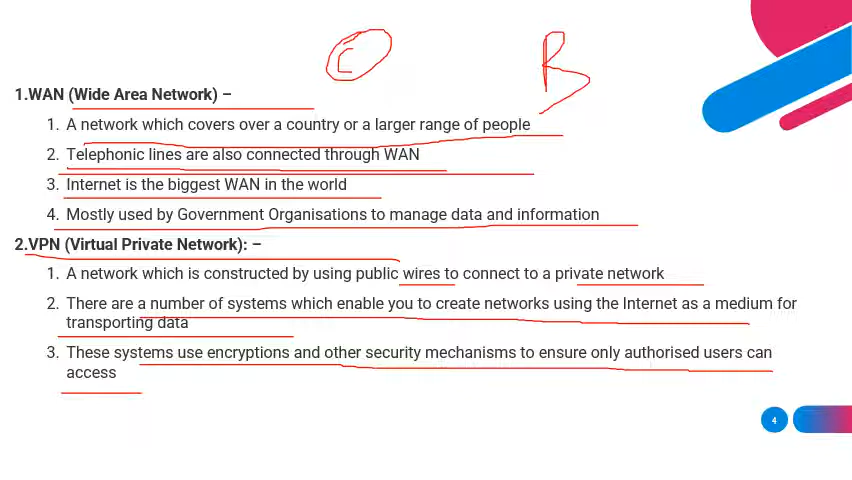 1.WAN (Wide Area Network) –
1. A network which covers over a country or a larger range of people
2. Telephonic lines are also connected through WAN
3. Internet is the biggest WAN in the world
4. Mostly used by Government Organisations to manage data and information
2.VPN (Virtual Private Network): –
1. A network which is constructed by using public wires to connect to a private network
2. There are a number of systems which enable you to create networks using the Internet as a medium for
transporting data
3. These systems use encryptions and other security mechanisms to ensure only authorised users can
access
4